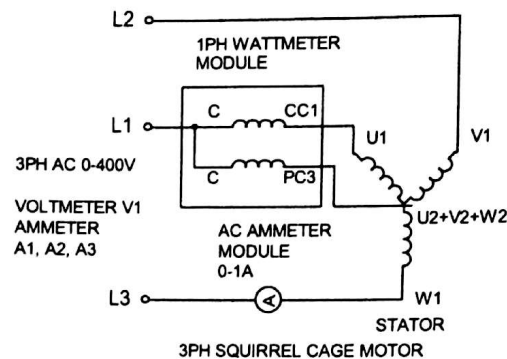 L2
1PH WATTMETER
MODULE
C CC1
L1
U1 V1
3PH AC 0-400V
C PC3
VOLTMETER V1
AMMETER
A1, A2, A3
U2+V2+W2
AC AMMETER
MODULE
0-1A
L3
A
W1
STATOR
3PH SQUIRREL CAGE MOTOR